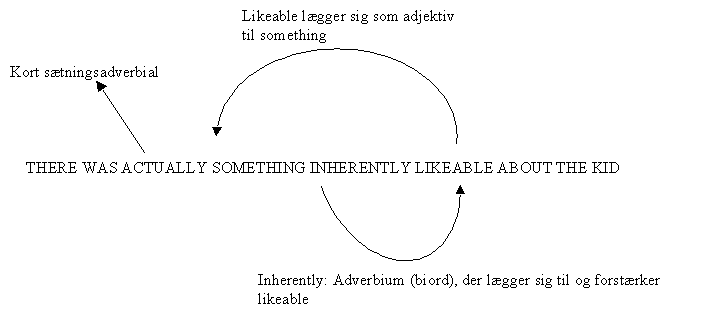 Likeable lægger sig som adjektiv
til something
Kort sætningsadverbial
THERE WAS ACTUALLY SOMETHING INHERENTLY LIKEABLE ABOUT THE KID
Inherently: Adverbium (biord), der lægger sig til og forstærker
likeable